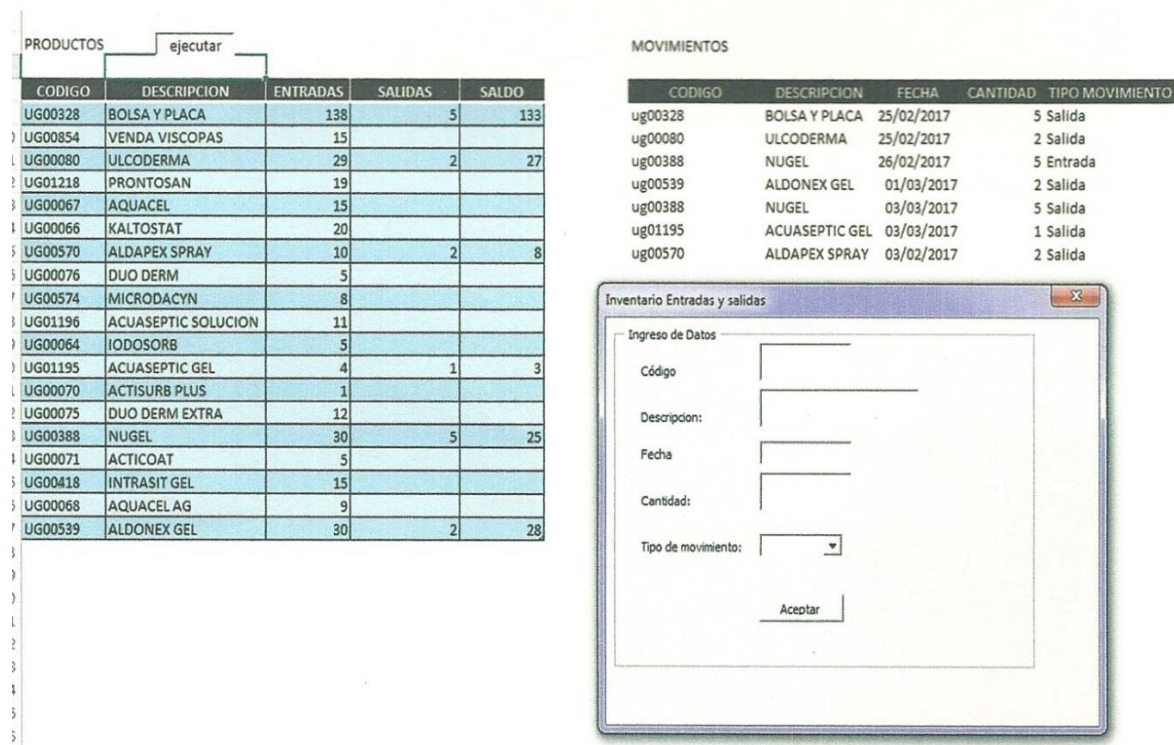 PRODUCTOS ejecutar
CODIGO DESCRIPCION ENTRADAS SALIDAS SALDO
UG00328 BOLSA Y PLACA 138 5 133
UG00854 VENDA VISCOPAS 15
UG00080 ULCODERMA 29 2 27
UG01218 PRONTOSAN 19
UG00067 AQUACEL 15
UG00066 KALTOSTAT 20
UG00570 ALDAPEX SPRAY 10 2 8
UG00076 DUO DERM 5
UG00574 MICRODACYN 8
UG01196 ACUASEPTIC SOLUCION 11
UG00064 IODOSORB 5
UG01195 ACUASEPTIC GEL 4 1 3
UG00070 ACTISURB PLUS 1
UG00075 DUO DERM EXTRA 12
UG00388 NUGEL 30 5 25
UG00071 ACTICOAT 5
UG00418 INTRASIT GEL 15
UG00068 AQUACEL AG 9
UG00539 ALDONEX GEL 30 2 28
MOVIMIENTOS
CODIGO DESCRIPCION FECHA CANTIDAD TIPO MOVIMIENTO
ug00328 BOLSA Y PLACA 25/02/2017 5 Salida
ug00080 ULCODERMA 25/02/2017 2 Salida
ug00388 NUGEL 26/02/2017 5 Entrada
ug00539 ALDONEX GEL 01/03/2017 2 Salida
ug00388 NUGEL 03/03/2017 5 Salida
ug01195 ACUASEPTIC GEL 03/03/2017 1 Salida
ug00570 ALDAPEX SPRAY 03/02/2017 2 Salida
Inventario Entradas y salidas
Ingreso de Datos
Código
Descripcion:
Fecha
Cantidad:
Tipo de movimiento:
Aceptar